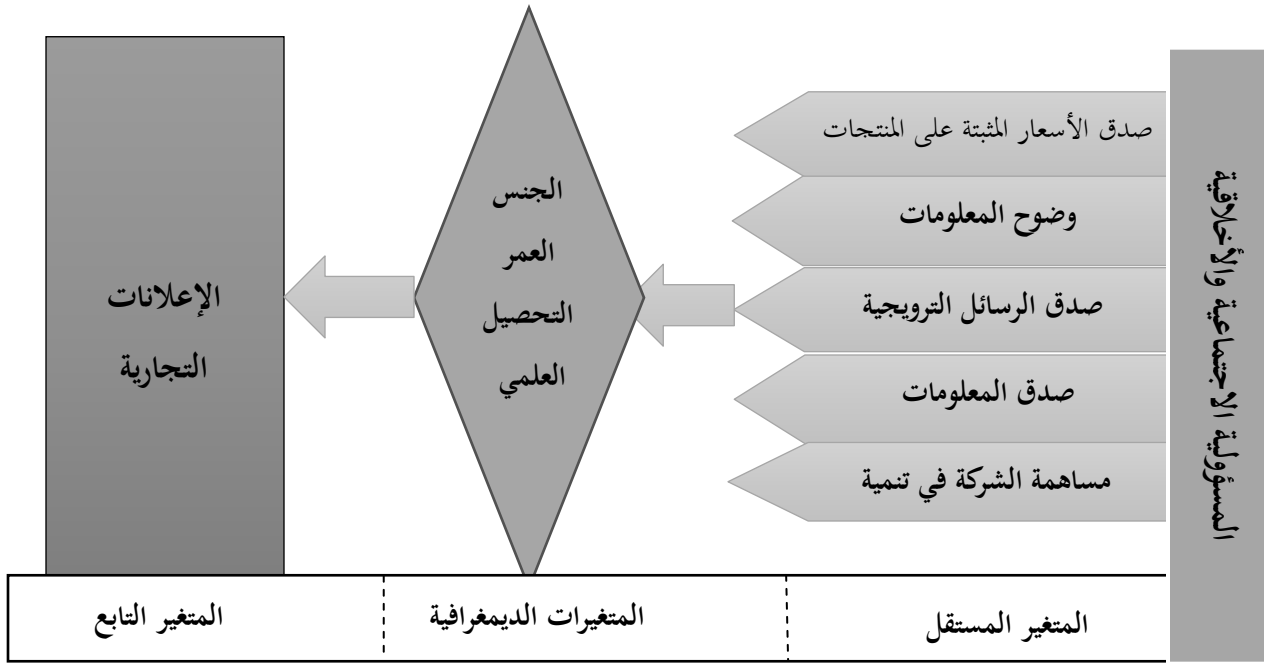 المسؤولية الاجتماعية والأخلاقية
صدق الأسعار المثبتة على المنتجات
وضوح المعلومات
صدق الرسائل الترويجية
صدق المعلومات
مساهمة الشركة في تنمية
الجنس
العمر
التحصيل
العلمي
الإعلانات
التجارية
المتغير المستقل
المتغيرات الديمغرافية
المتغير التابع